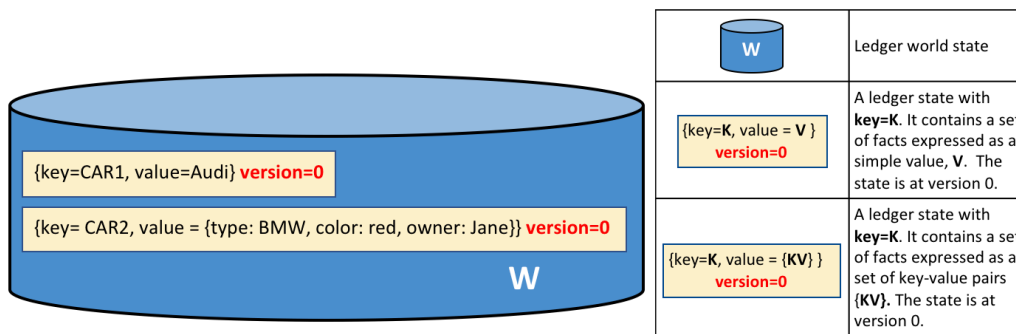 {key=CAR1, value=Audi} version=0
{key= CAR2, value = {type: BMW, color: red, owner: Jane}} version=0
W
W
Ledger world state
{key=K, value = V }
version=0
A ledger state with
key=K. It contains a set
of facts expressed as a
simple value, V.  The
state is at version 0.
{key=K, value = {KV} }
version=0
A ledger state with
key=K. It contains a set
of facts expressed as a
set of key-value pairs
{KV}. The state is at
version 0.